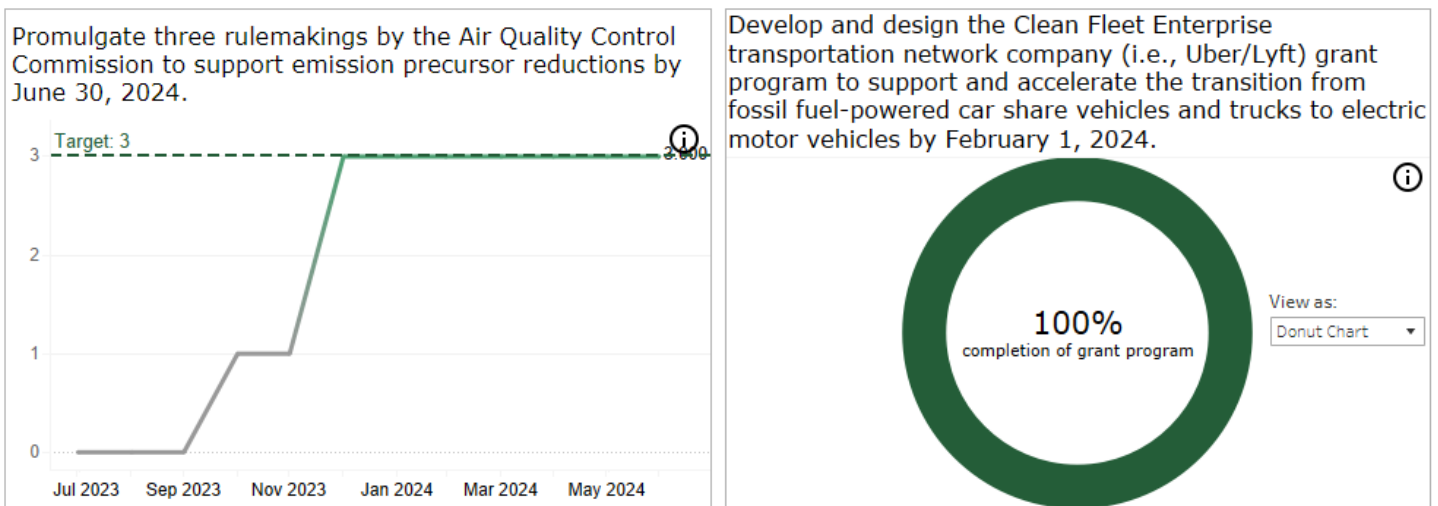 Promulgate three rulemakings by the Air Quality Control
Commission to support emission precursor reductions by
June 30, 2024.
Target: 3
3.000
3
2
1
0
Jul 2023 Sep 2023 Nov 2023 Jan 2024 Mar 2024 May 2024
Develop and design the Clean Fleet Enterprise
transportation network company (i.e., Uber/Lyft) grant
program to support and accelerate the transition from
fossil fuel-powered car share vehicles and trucks to electric
motor vehicles by February 1, 2024.
100%
completion of grant program
View as:
Donut Chart